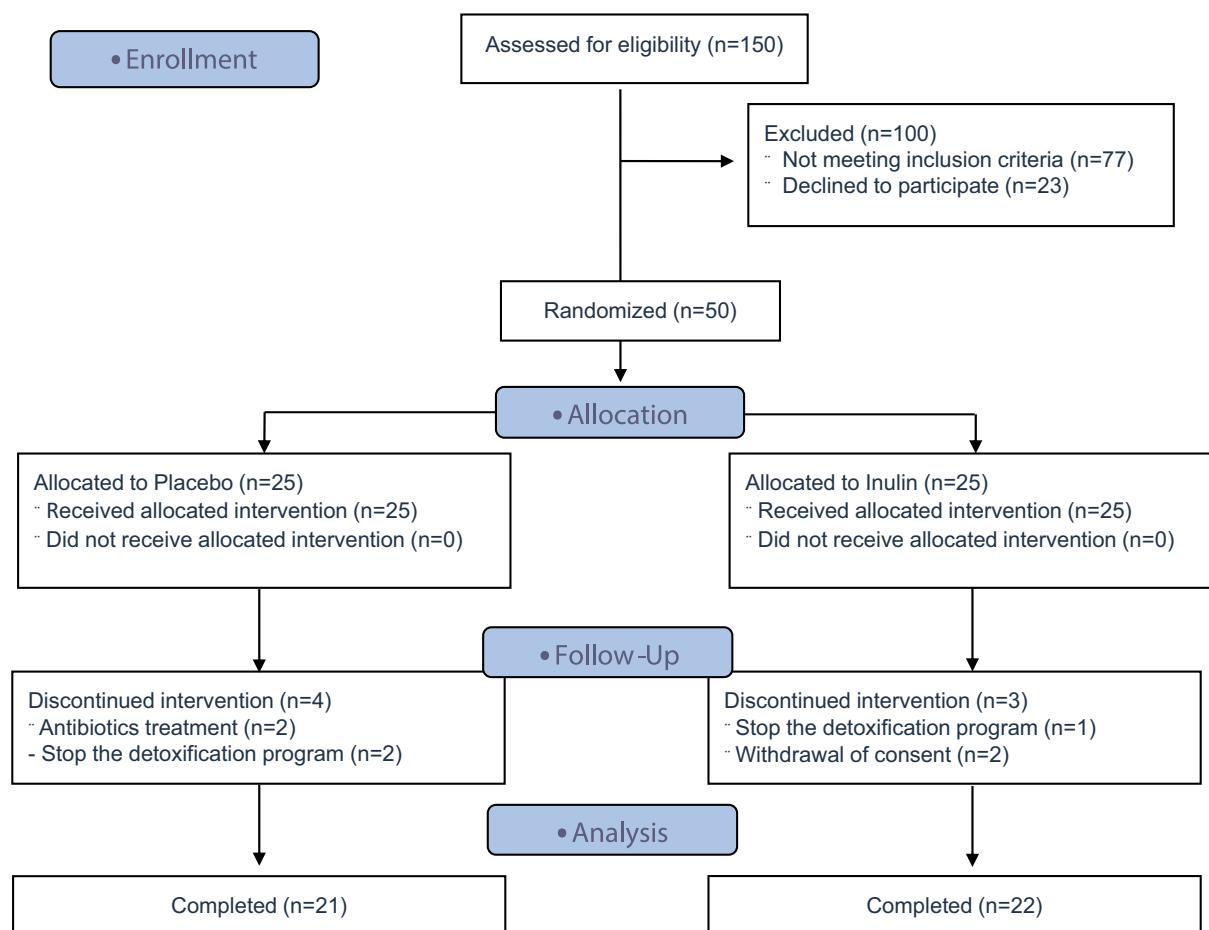 • Enrollment
Assessed for eligibility (n=150)
Excluded (n=100)
¨ Not meeting inclusion criteria (n=77)
¨ Declined to participate (n=23)
Randomized (n=50)
• Allocation
Allocated to Placebo (n=25)
¨ Received allocated intervention (n=25)
¨ Did not receive allocated intervention (n=0)
Allocated to Inulin (n=25)
¨ Received allocated intervention (n=25)
¨ Did not receive allocated intervention (n=0)
• Follow-Up
Discontinued intervention (n=4)
¨ Antibiotics treatment (n=2)
- Stop the detoxification program (n=2)
Discontinued intervention (n=3)
¨ Stop the detoxification program (n=1)
¨ Withdrawal of consent (n=2)
• Analysis
Completed (n=21)
Completed (n=22)